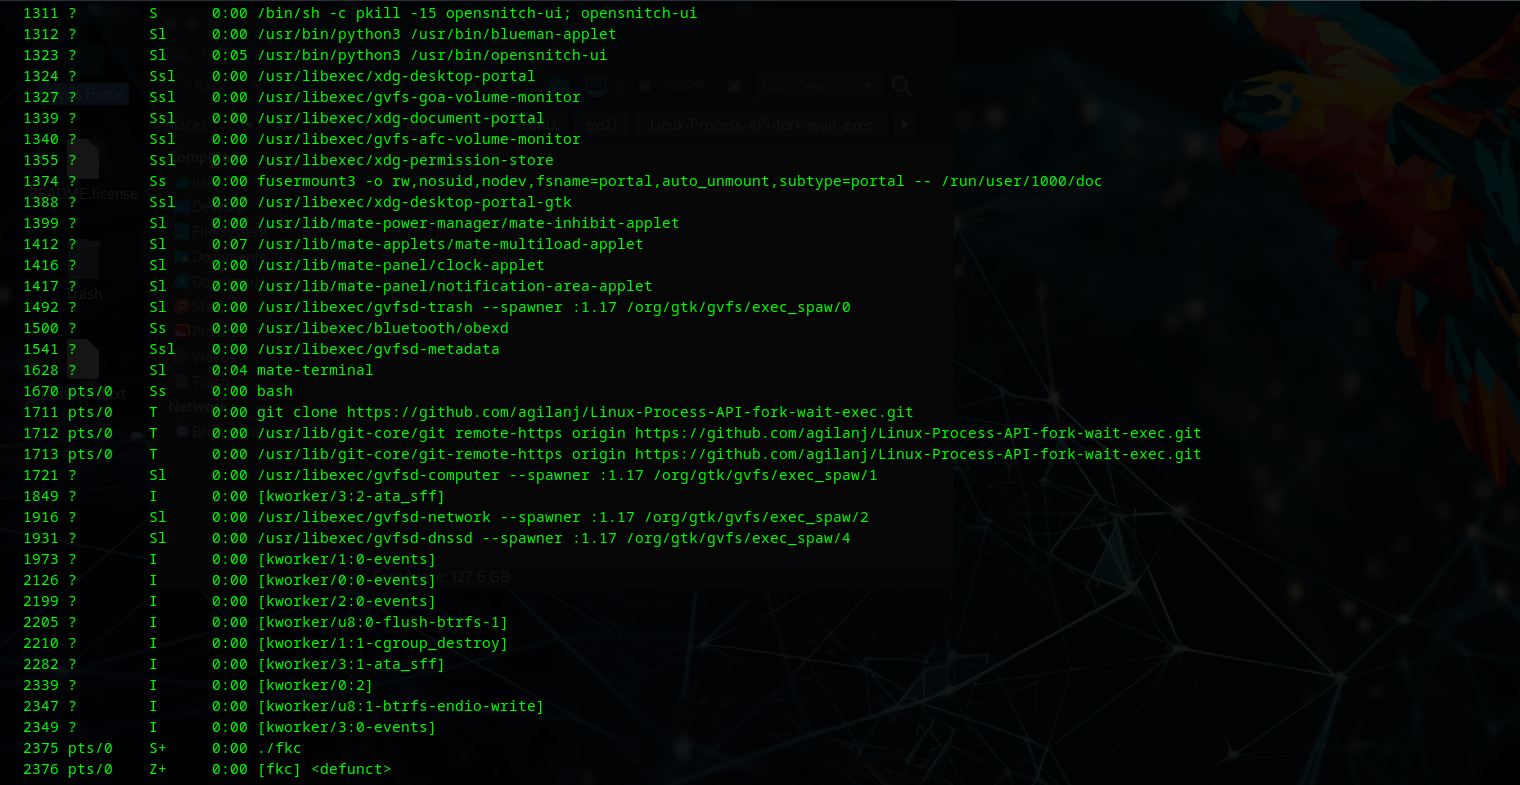 1311 ?        S      0:00 /bin/sh -c pkill -15 opensnitch-ui; opensnitch-ui
1312 ?        Sl     0:00 /usr/bin/python3 /usr/bin/blueman-applet
1323 ?        Sl     0:05 /usr/bin/python3 /usr/bin/opensnitch-ui
1324 ?        Ssl    0:00 /usr/libexec/xdg-desktop-portal
1327 ?        Ssl    0:00 /usr/libexec/gvfs-goa-volume-monitor
1339 ?        Ssl    0:00 /usr/libexec/xdg-document-portal
1340 ?        Ssl    0:00 /usr/libexec/gvfs-afc-volume-monitor
1355 ?        Ssl    0:00 /usr/libexec/xdg-permission-store
1374 ?        Ss     0:00 fusermount3 -o rw,nosuid,nodev,fsname=portal,auto_unmount,subtype=portal -- /run/user/1000/doc
1388 ?        Ssl    0:00 /usr/libexec/xdg-desktop-portal-gtk
1399 ?        Sl     0:00 /usr/lib/mate-power-manager/mate-inhibit-applet
1412 ?        Sl     0:07 /usr/lib/mate-applets/mate-multiload-applet
1416 ?        Sl     0:00 /usr/lib/mate-panel/clock-applet
1417 ?        Sl     0:00 /usr/lib/mate-panel/notification-area-applet
1492 ?        Sl     0:00 /usr/libexec/gvfsd-trash --spawner :1.17 /org/gtk/gvfs/exec_spaw/0
1500 ?        Ss     0:00 /usr/libexec/bluetooth/obexd
1541 ?        Ssl    0:00 /usr/libexec/gvfsd-metadata
1628 ?        Sl     0:04 mate-terminal
1670 pts/0    Ss     0:00 bash
1711 pts/0    T      0:00 git clone https://github.com/agilanj/Linux-Process-API-fork-wait-exec.git
1712 pts/0    T      0:00 /usr/lib/git-core/git remote-https origin https://github.com/agilanj/Linux-Process-API-fork-wait-exec.git
1713 pts/0    T      0:00 /usr/lib/git-core/git-remote-https origin https://github.com/agilanj/Linux-Process-API-fork-wait-exec.git
1721 ?        Sl     0:00 /usr/libexec/gvfsd-computer --spawner :1.17 /org/gtk/gvfs/exec_spaw/1
1849 ?        I      0:00 [kworker/3:2-ata_sff]
1916 ?        Sl     0:00 /usr/libexec/gvfsd-network --spawner :1.17 /org/gtk/gvfs/exec_spaw/2
1931 ?        Sl     0:00 /usr/libexec/gvfsd-dnssd --spawner :1.17 /org/gtk/gvfs/exec_spaw/4
1973 ?        I      0:00 [kworker/1:0-events]
2126 ?        I      0:00 [kworker/0:0-events]
2199 ?        I      0:00 [kworker/2:0-events]
2205 ?        I      0:00 [kworker/u8:0-flush-btrfs-1]
2210 ?        I      0:00 [kworker/1:1-cgroup_destroy]
2282 ?        I      0:00 [kworker/3:1-ata_sff]
2339 ?        I      0:00 [kworker/0:2]
2347 ?        I      0:00 [kworker/u8:1-btrfs-endio-write]
2349 ?        I      0:00 [kworker/3:0-events]
2375 pts/0    S+     0:00 ./fkc
2376 pts/0    Z+     0:00 [fkc] <defunct>
Home
100%
Icon View
ex02
Linux-Process-API-fork-wait-exec
README.license
Trash
127.6 GB